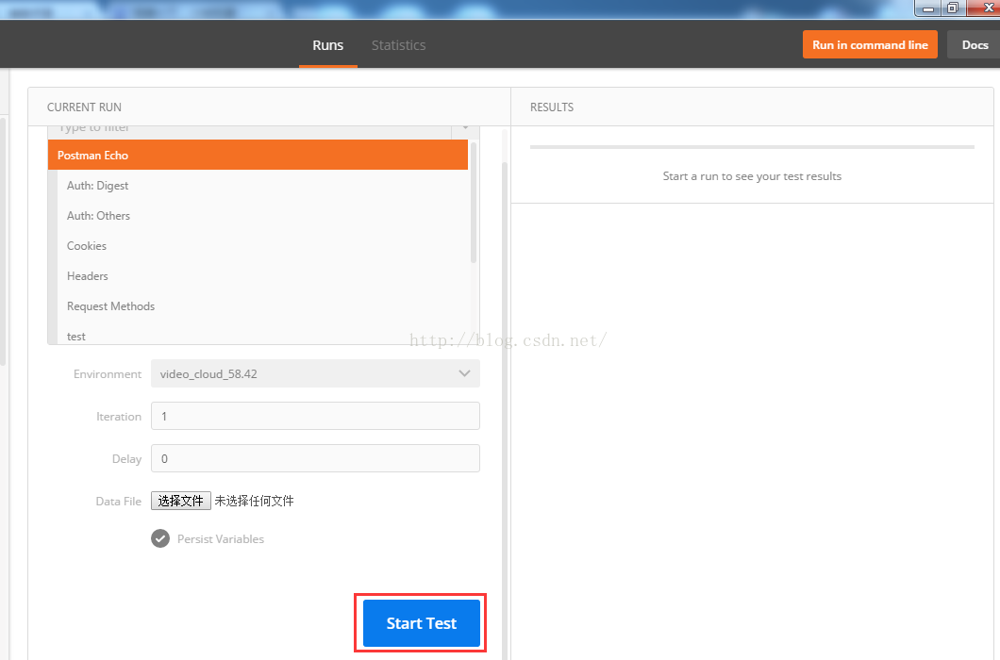 Runs
Statistics
Run in command line
Docs
CURRENT RUN
RESULTS
Type to filter
Postman Echo
Auth: Digest
Auth: Others
Cookies
Headers
Request Methods
test
Start a run to see your test results
http://blog.csdn.net/
Environment
video_cloud_58.42
Iteration
1
Delay
0
Data File
选择文件 未选择任何文件
Persist Variables
Start Test